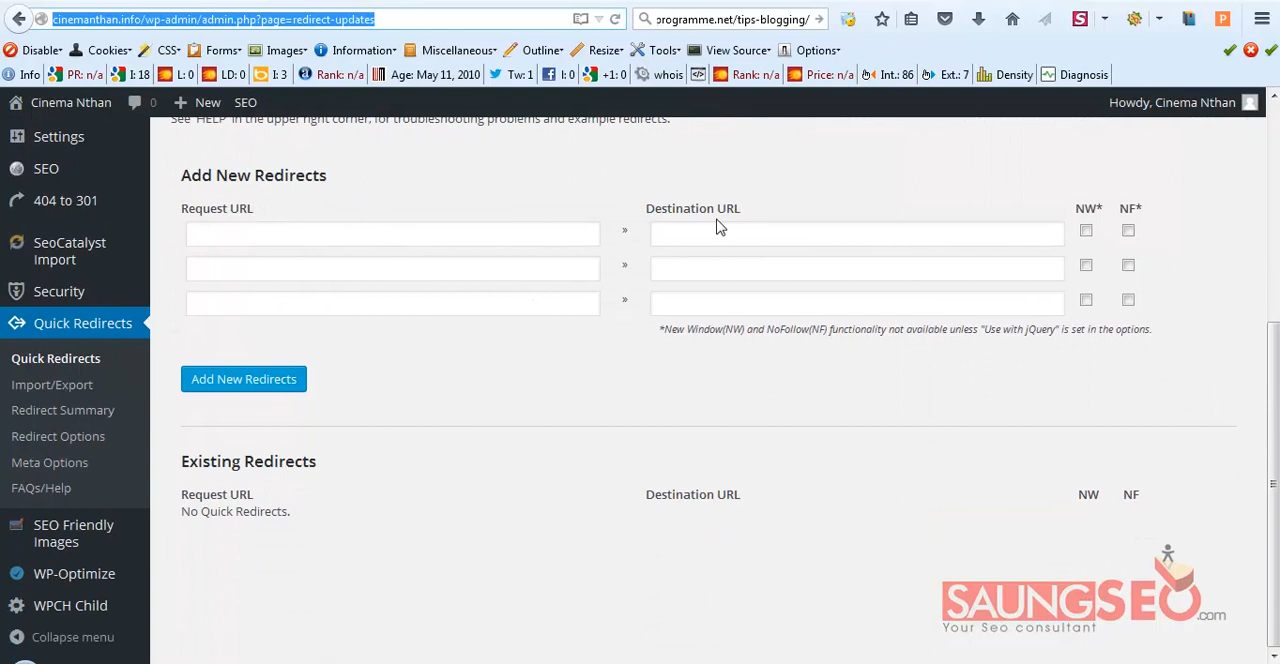 cinemanthan.info/wp-admin/admin.php?page=redirect-updates
programme.net/tips-blogging/
Disable Cookies CSS Forms Images Information Miscellaneous Outline Resize Tools View Source Options
Info PR: n/a I: 18 L: 0 LD: 0 I: 3 Rank: n/a Age: May 11, 2010 Tw: 1 I: 0 +1: 0 whois Rank: n/a Price: n/a Int.: 86 Ext.: 7 Density Diagnosis
Cinema Nthan 0 New SEO Howdy, Cinema Nthan
Settings
SEO
404 to 301
SeoCatalyst
Import
Security
Quick Redirects
Quick Redirects
Import/Export
Redirect Summary
Redirect Options
Meta Options
FAQs/Help
SEO Friendly
Images
WP-Optimize
WPCH Child
Collapse menu
See 'HELP' in the upper right corner, for troubleshooting problems and example redirects.
Add New Redirects
Request URL Destination URL NW* NF*
»
»
»
*New Window(NW) and NoFollow(NF) functionality not available unless "Use with jQuery" is set in the options.
Add New Redirects
Existing Redirects
Request URL Destination URL NW NF
No Quick Redirects.
SAUNGSEO.com
Your Seo consultant